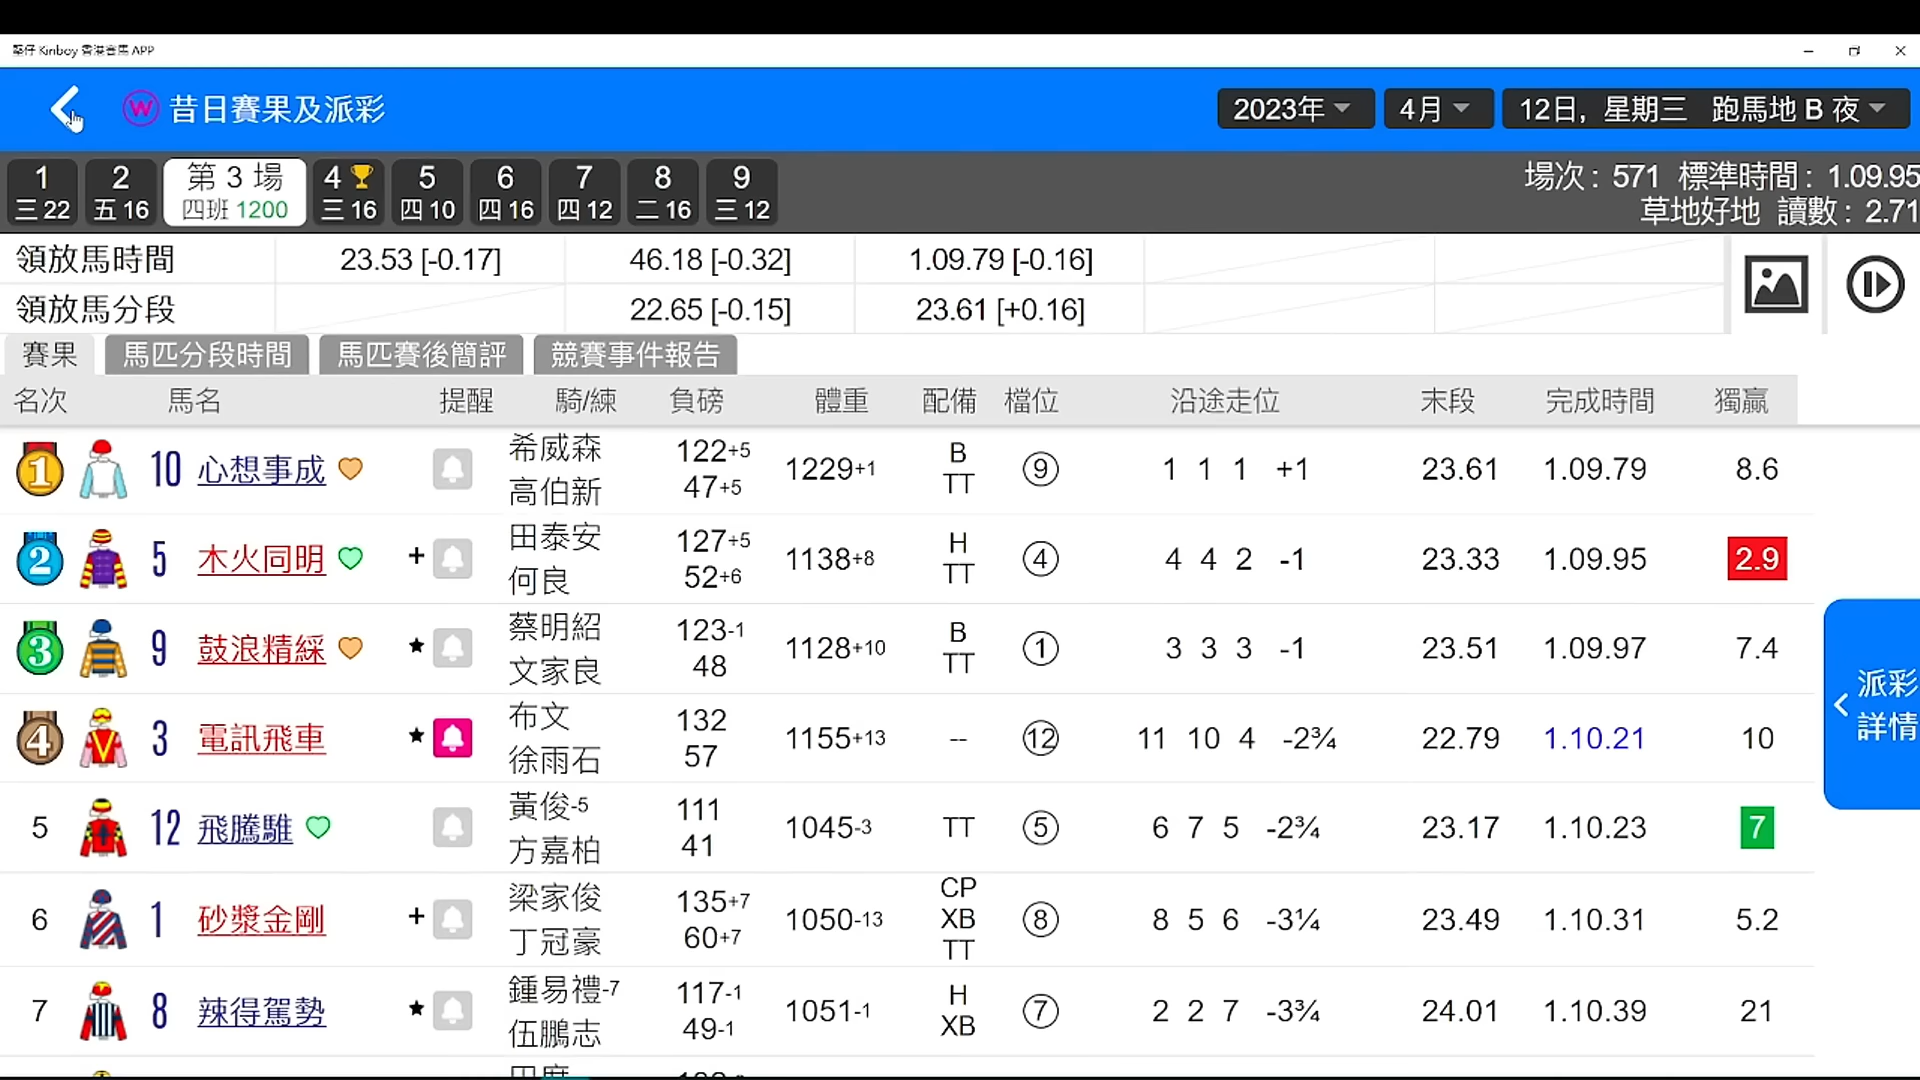 堅仔 Kinboy 香港賽馬 APP
W 昔日賽果及派彩 2023年 4月 12日, 星期三 跑馬地 B 夜
1 2 第 3 場 4 5 6 7 8 9
三 22 五 16 四班 1200 三 16 四 10 四 16 四 12 二 16 三 12
場次 : 571 標準時間 : 1.09.95
草地好地 讀數 : 2.71
領放馬時間 23.53 [-0.17] 46.18 [-0.32] 1.09.79 [-0.16]
領放馬分段 22.65 [-0.15] 23.61 [+0.16]
賽果 馬匹分段時間 馬匹賽後簡評 競賽事件報告
名次 馬名 提醒 騎/練 負磅 體重 配備 檔位 沿途走位 末段 完成時間 獨贏
1 10 心想事成 希威森 122+5 1229+1 B 9 1 1 1 +1 23.61 1.09.79 8.6
高伯新 47+5 TT
2 5 木火同明 + 田泰安 127+5 1138+8 H 4 4 4 2 -1 23.33 1.09.95 2.9
何良 52+6 TT
3 9 鼓浪精綵 ★ 蔡明紹 123-1 1128+10 B 1 3 3 3 -1 23.51 1.09.97 7.4
文家良 48 TT
4 3 電訊飛車 ★ 布文 132 1155+13 -- 12 11 10 4 -2¾ 22.79 1.10.21 10
徐雨石 57
5 12 飛騰騅 黃俊-5 111 1045-3 TT 5 6 7 5 -2¾ 23.17 1.10.23 7
方嘉柏 41
6 1 砂漿金剛 + 梁家俊 135+7 1050-13 CP 8 8 5 6 -3¼ 23.49 1.10.31 5.2
丁冠豪 60+7 XB
TT
7 8 辣得駕勢 ★ 鍾易禮-7 117-1 1051-1 H 7 2 2 7 -3¾ 24.01 1.10.39 21
伍鵬志 49-1 XB
派彩
詳情